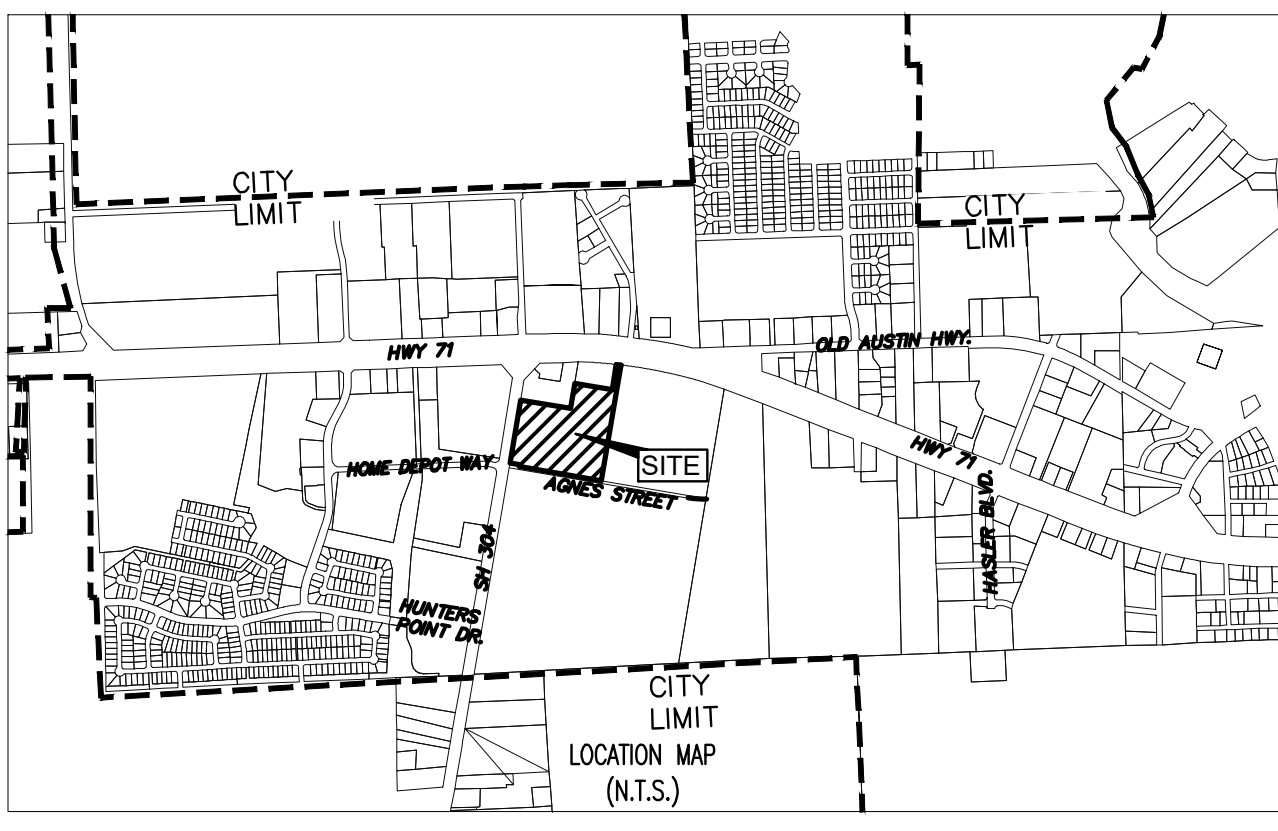 CITY
LIMIT
CITY
LIMIT
HWY 71
OLD AUSTIN HWY.
HOME DEPOT WAY
SITE
AGNES STREET
HWY 71
HASLER BLVD.
SH 304
HUNTERS
POINT DR.
CITY
LIMIT
LOCATION MAP
(N.T.S.)